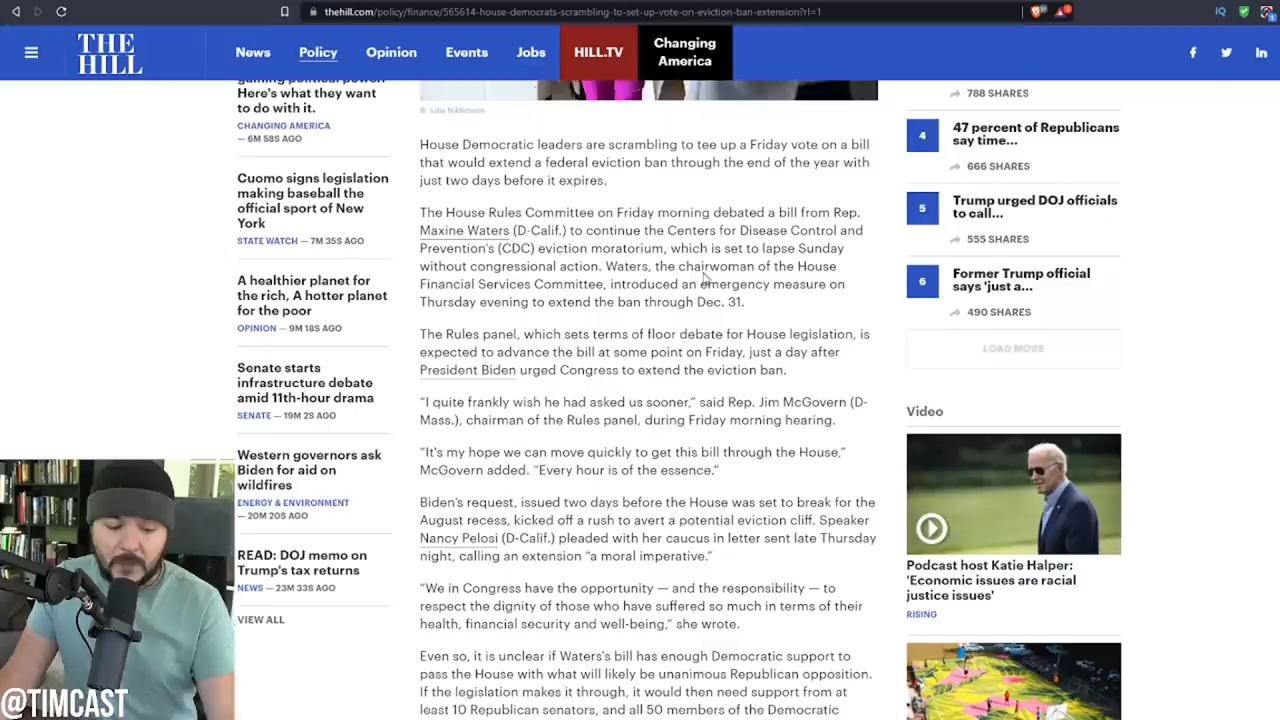 thehill.com/policy/finance/565614-house-democrats-scrambling-to-set-up-vote-on-eviction-ban-extension?rl=1
THE
HILL
News
Policy
Opinion
Events
Jobs
HILL.TV
Changing
America
gaining political power.
Here's what they want
to do with it.
CHANGING AMERICA
— 6M 58S AGO
Cuomo signs legislation
making baseball the
official sport of New
York
STATE WATCH — 7M 35S AGO
A healthier planet for
the rich, A hotter planet
for the poor
OPINION — 9M 18S AGO
Senate starts
infrastructure debate
amid 11th-hour drama
SENATE — 19M 2S AGO
Western governors ask
Biden for aid on
wildfires
ENERGY & ENVIRONMENT
— 20M 20S AGO
READ: DOJ memo on
Trump's tax returns
NEWS — 23M 33S AGO
VIEW ALL
@TIMCAST
© Julia Nikhinson
House Democratic leaders are scrambling to tee up a Friday vote on a bill
that would extend a federal eviction ban through the end of the year with
just two days before it expires.
The House Rules Committee on Friday morning debated a bill from Rep.
Maxine Waters (D-Calif.) to continue the Centers for Disease Control and
Prevention's (CDC) eviction moratorium, which is set to lapse Sunday
without congressional action. Waters, the chairwoman of the House
Financial Services Committee, introduced an emergency measure on
Thursday evening to extend the ban through Dec. 31.
The Rules panel, which sets terms of floor debate for House legislation, is
expected to advance the bill at some point on Friday, just a day after
President Biden urged Congress to extend the eviction ban.
“I quite frankly wish he had asked us sooner,” said Rep. Jim McGovern (D-
Mass.), chairman of the Rules panel, during Friday morning hearing.
“It's my hope we can move quickly to get this bill through the House,”
McGovern added. “Every hour is of the essence.”
Biden's request, issued two days before the House was set to break for the
August recess, kicked off a rush to avert a potential eviction cliff. Speaker
Nancy Pelosi (D-Calif.) pleaded with her caucus in letter sent late Thursday
night, calling an extension “a moral imperative.”
“We in Congress have the opportunity — and the responsibility — to
respect the dignity of those who have suffered so much in terms of their
health, financial security and well-being,” she wrote.
Even so, it is unclear if Waters's bill has enough Democratic support to
pass the House with what will likely be unanimous Republican opposition.
If the legislation makes it through, it would then need support from at
least 10 Republican senators, and all 50 members of the Democratic
788 SHARES
4
47 percent of Republicans
say time...
666 SHARES
5
Trump urged DOJ officials
to call...
555 SHARES
6
Former Trump official
says 'just a...
490 SHARES
LOAD MORE
Video
Podcast host Katie Halper:
'Economic issues are racial
justice issues'
RISING